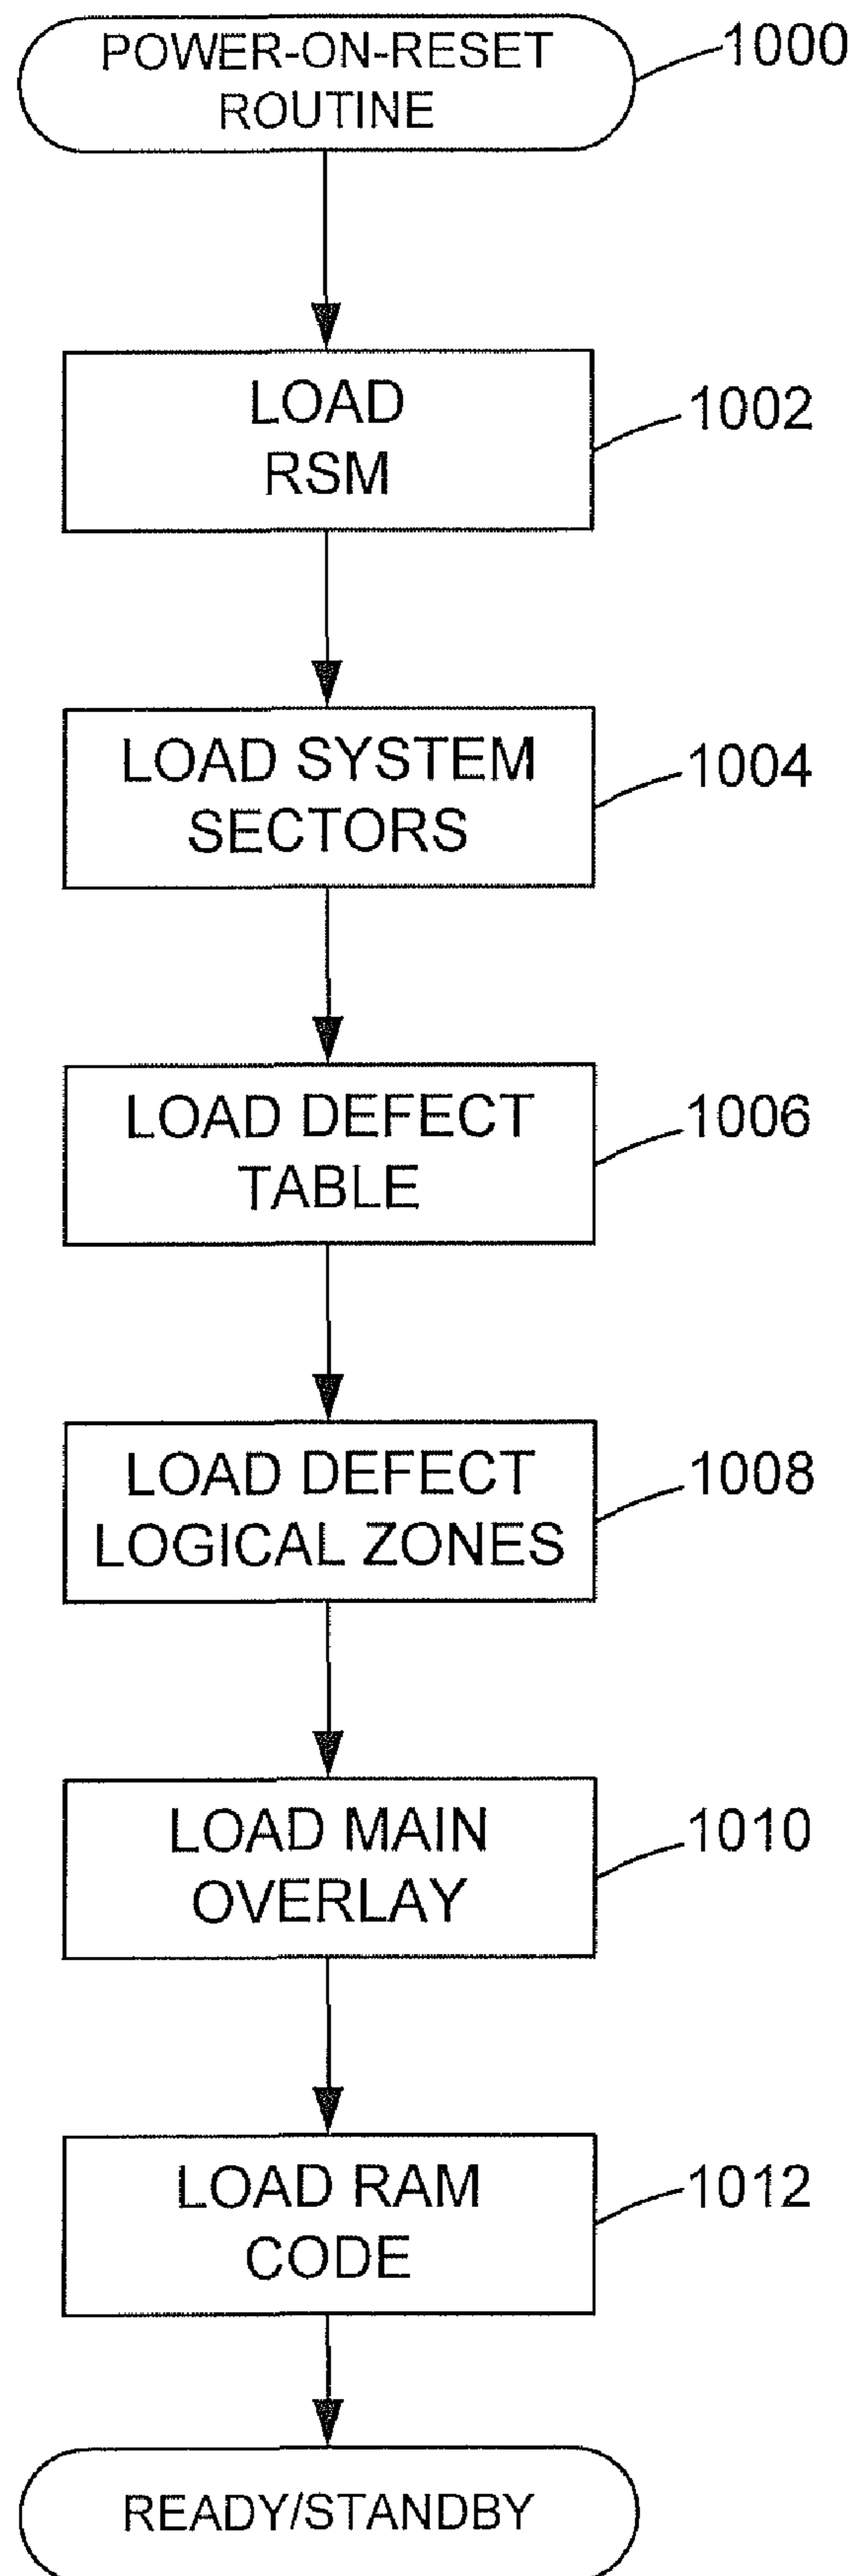 POWER-ON-RESET
ROUTINE
1000
LOAD
RSM
1002
LOAD SYSTEM
SECTORS
1004
LOAD DEFECT
TABLE
1006
LOAD DEFECT
LOGICAL ZONES
1008
LOAD MAIN
OVERLAY
1010
LOAD RAM
CODE
1012
READY/STANDBY